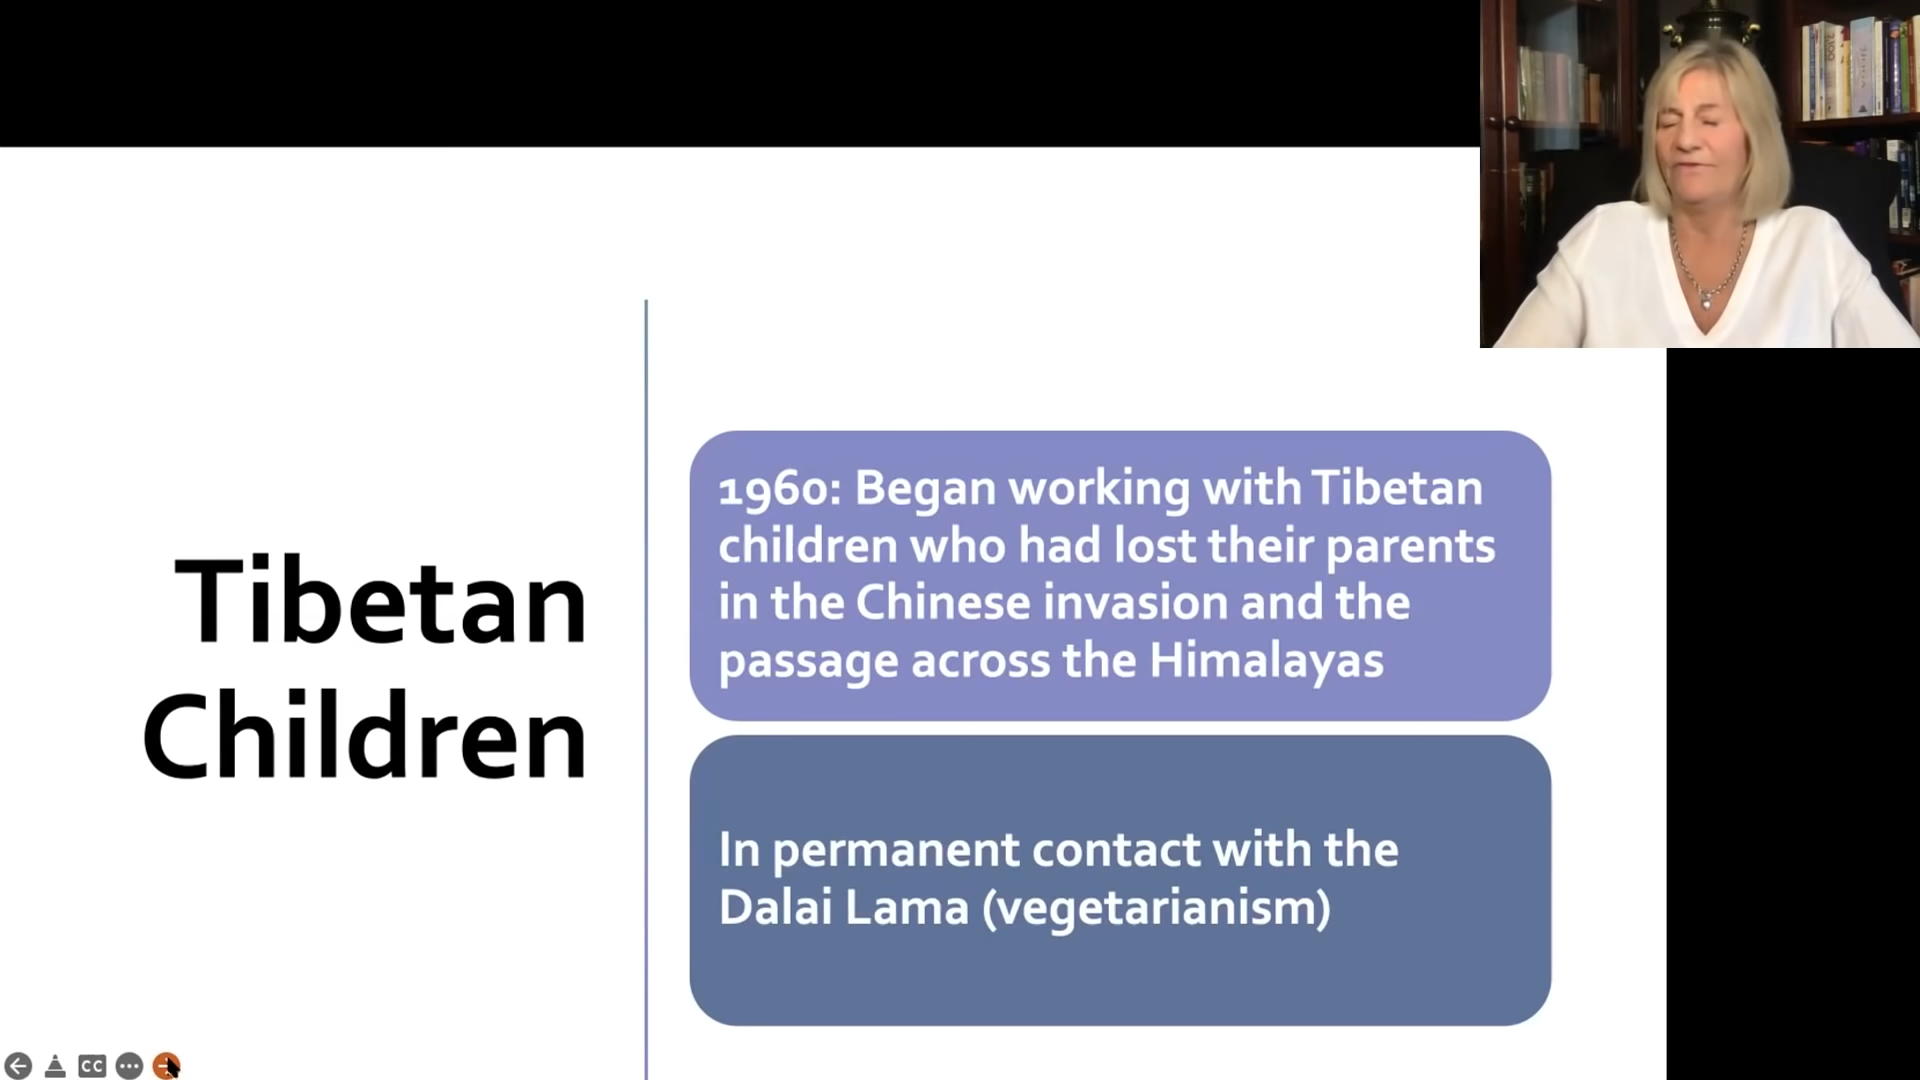 Tibetan
Children
1960: Began working with Tibetan
children who had lost their parents
in the Chinese invasion and the
passage across the Himalayas
In permanent contact with the
Dalai Lama (vegetarianism)
CC